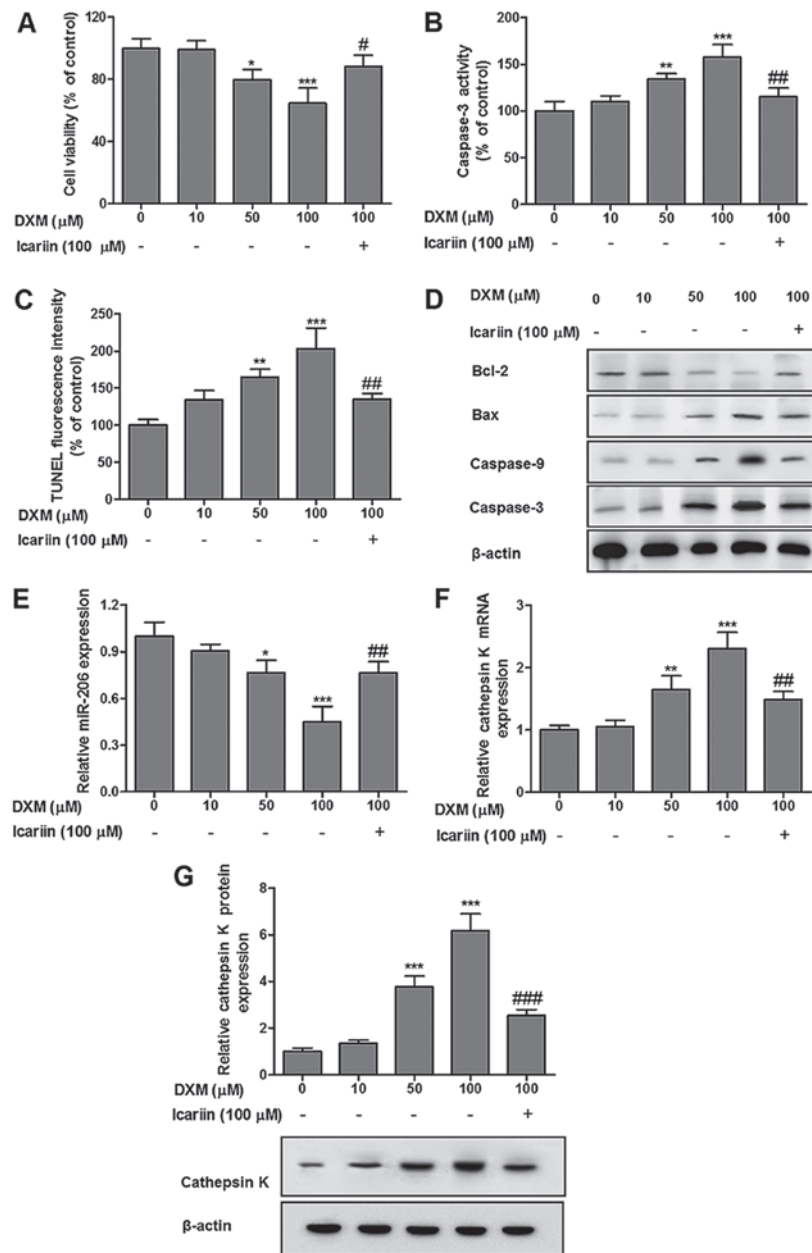 A
Cell viability (% of control)
120
80
40
0
*
***
#
DXM (μM)
0 10 50 100 100
Icariin (100 μM) - - - - +
B
Caspase-3 activity
(% of control)
200
150
100
50
0
**
***
##
DXM (μM)
0 10 50 100 100
Icariin (100 μM) - - - - +
C
TUNEL fluorescence intensity
(% of control)
250
200
150
100
50
0
**
***
##
DXM (μM)
0 10 50 100 100
Icariin (100 μM) - - - - +
D
DXM (μM) 0 10 50 100 100
Icariin (100 μM) - - - - +
Bcl-2
Bax
Caspase-9
Caspase-3
β-actin
E
Relative miR-206 expression
1.2
0.9
0.6
0.3
0.0
*
***
##
DXM (μM)
0 10 50 100 100
Icariin (100 μM) - - - - +
F
Relative cathepsin K mRNA
expression
3
2
1
0
**
***
##
DXM (μM)
0 10 50 100 100
Icariin (100 μM) - - - - +
G
Relative cathepsin K protein
expression
8
6
4
2
0
***
***
###
DXM (μM)
0 10 50 100 100
Icariin (100 μM) - - - - +
Cathepsin K
β-actin